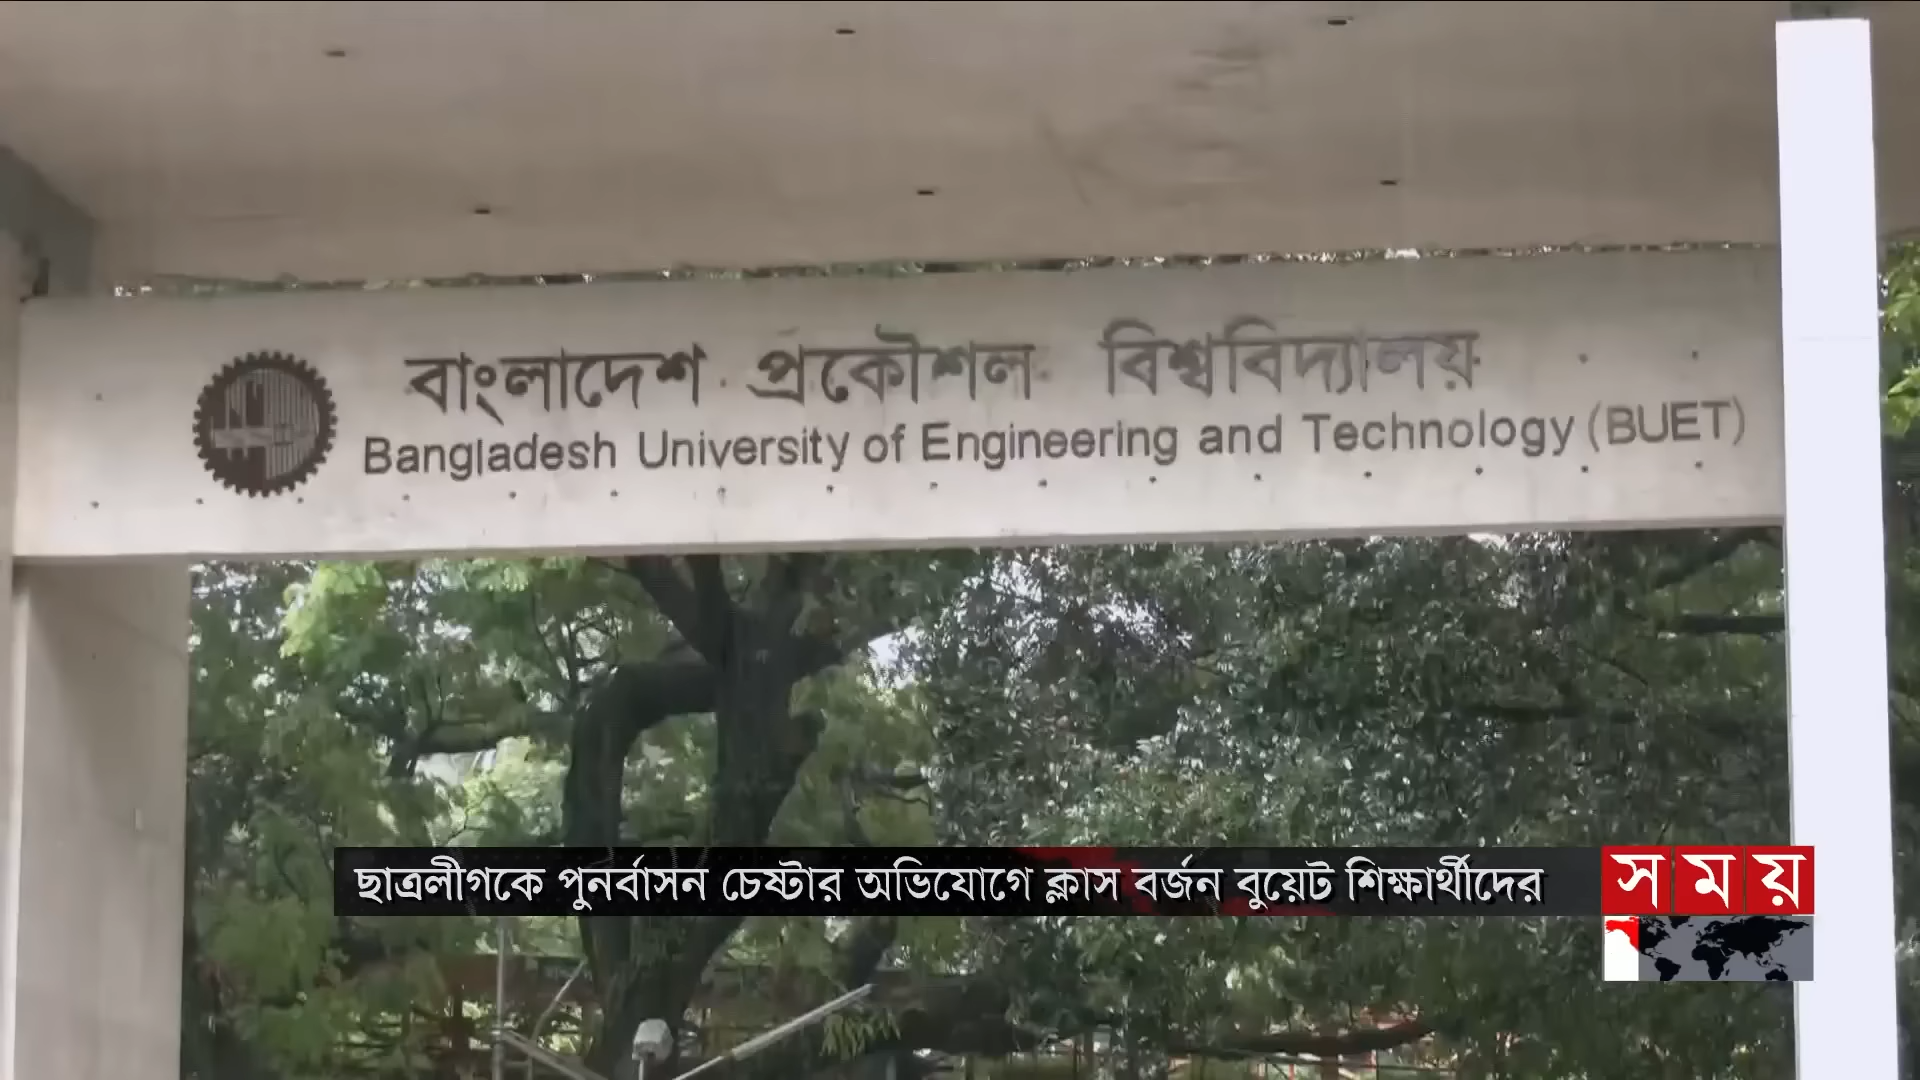 বাংলাদেশ প্রকৌশল বিশ্ববিদ্যালয়
Bangladesh University of Engineering and Technology (BUET)
ছাত্রলীগকে পুনর্বাসন চেষ্টার অভিযোগে ক্লাস বর্জন বুয়েট শিক্ষার্থীদের
সময়